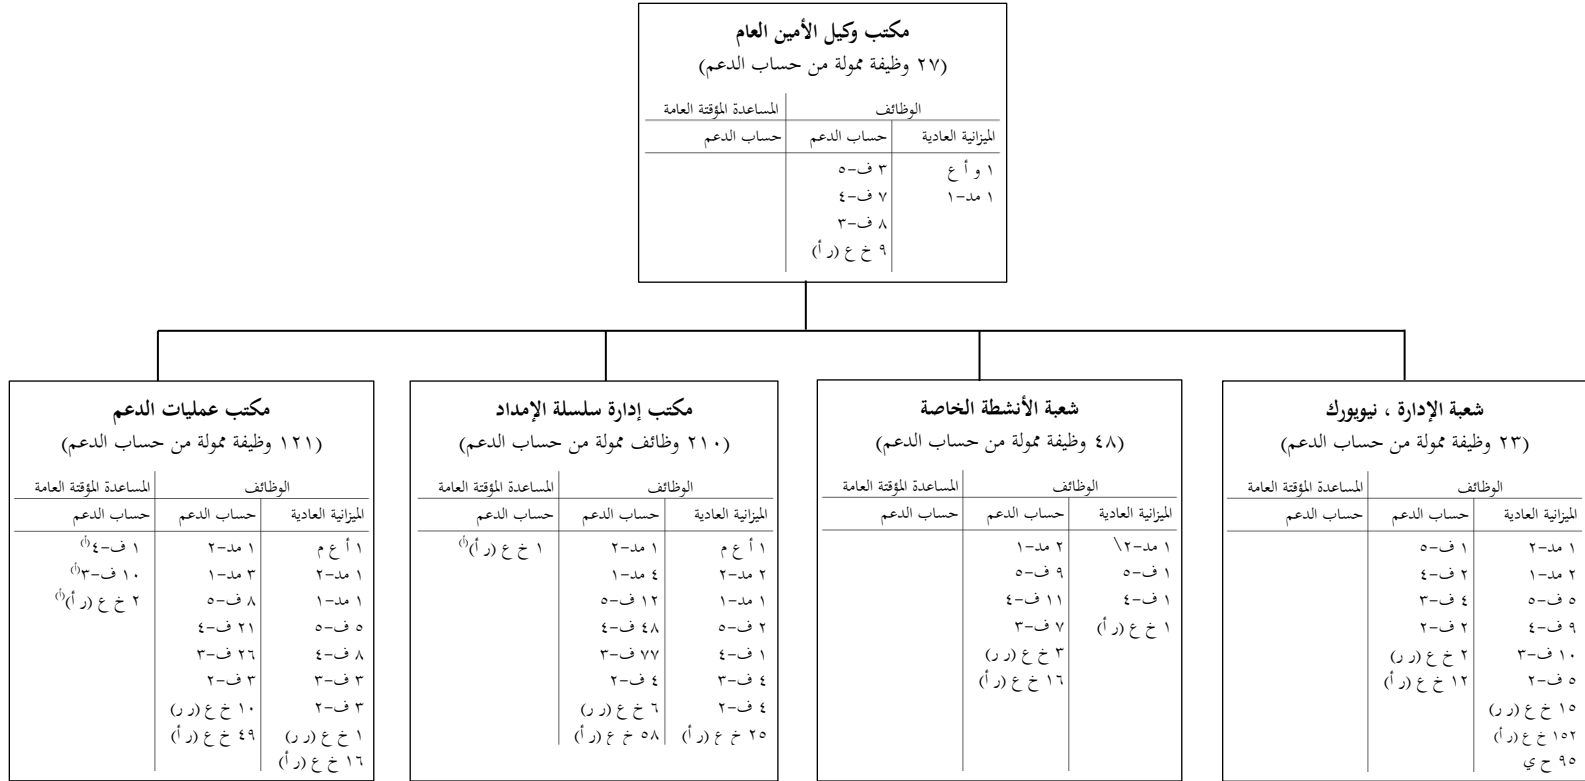 مكتب وكيل الأمين العام
(٢٧ وظيفة ممولة من حساب الدعم)
الوظائف المساعدة المؤقتة العامة
الميزانية العادية حساب الدعم حساب الدعم
١ و أ ع ٣ ف-٥
١ مد-١ ٧ ف-٤
٨ ف-٣
٩ خ ع (ر أ)
شعبة الإدارة ، نيويورك
(٢٣ وظيفة ممولة من حساب الدعم)
الوظائف المساعدة المؤقتة العامة
الميزانية العادية حساب الدعم حساب الدعم
١ مد-٢ ١ ف-٥
٢ مد-١ ٢ ف-٤
٥ ف-٥ ٤ ف-٣
٩ ف-٤ ٢ ف-٢
١٠ ف-٣ ٢ خ ع (ر ر)
٥ ف-٢ ١٢ خ ع (ر أ)
١٥ خ ع (ر ر)
١٥٢ خ ع (ر أ)
٩٥ ح ي
شعبة الأنشطة الخاصة
(٤٨ وظيفة ممولة من حساب الدعم)
الوظائف المساعدة المؤقتة العامة
الميزانية العادية حساب الدعم حساب الدعم
١ مد-٢\ ٢ مد-١
١ ف-٥ ٩ ف-٥
١ ف-٤ ١١ ف-٤
١ خ ع (ر أ) ٧ ف-٣
٣ خ ع (ر ر)
١٦ خ ع (ر أ)
مكتب إدارة سلسلة الإمداد
(٢١٠ وظائف ممولة من حساب الدعم)
الوظائف المساعدة المؤقتة العامة
الميزانية العادية حساب الدعم حساب الدعم
١ أ ع م ١ مد-٢ ١ خ ع (ر أ)(أ)
٢ مد-٢ ٤ مد-١
١ مد-١ ١٢ ف-٥
٢ ف-٥ ٤٨ ف-٤
١ ف-٤ ٧٧ ف-٣
٤ ف-٣ ٤ ف-٢
٤ ف-٢ ٦ خ ع (ر ر)
٢٥ خ ع (ر أ) ٥٨ خ ع (ر أ)
مكتب عمليات الدعم
(١٢١ وظيفة ممولة من حساب الدعم)
الوظائف المساعدة المؤقتة العامة
الميزانية العادية حساب الدعم حساب الدعم
١ أ ع م ١ مد-٢ ١ ف-٤(أ)
١ مد-٢ ٣ مد-١ ١٠ ف-٣(أ)
١ مد-١ ٨ ف-٥ ٢ خ ع (ر أ)(أ)
٥ ف-٥ ٢١ ف-٤
٨ ف-٤ ٢٦ ف-٣
٣ ف-٣ ٣ ف-٢
٣ ف-٢ ١٠ خ ع (ر ر)
١ خ ع (ر ر) ٤٩ خ ع (ر أ)
١٦ خ ع (ر أ)